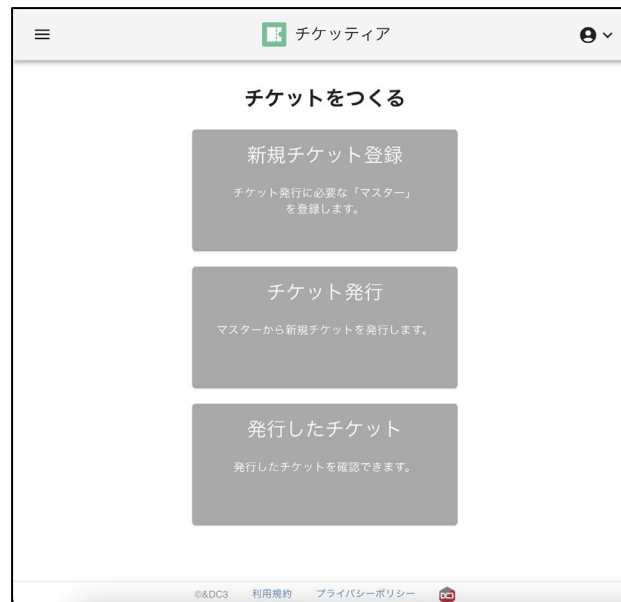 チケッティア
チケットをつくる
新規チケット登録
チケット発行に必要な「マスター」
を登録します。
チケット発行
マスターから新規チケットを発行します。
発行したチケット
発行したチケットを確認できます。
©&DC3 利用規約 プライバシーポリシー DC3